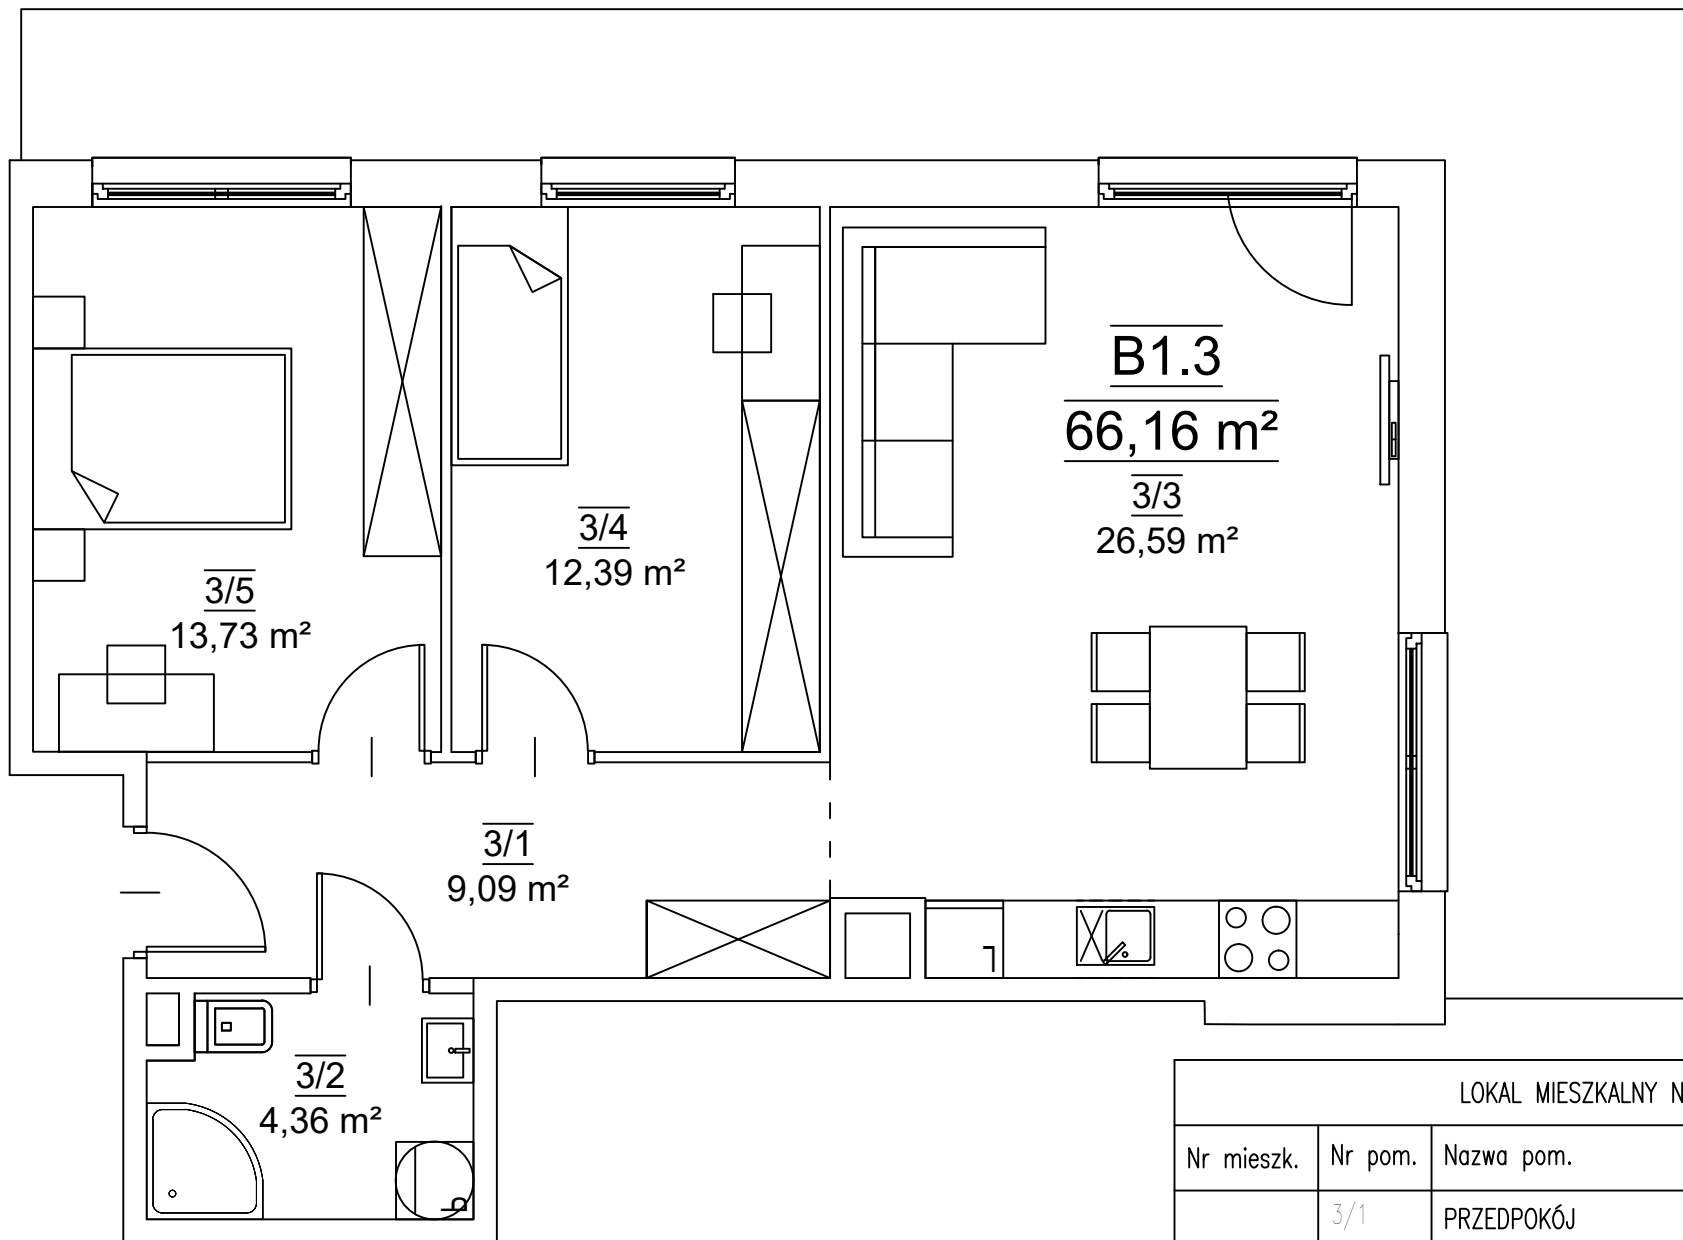 B1.3
66,16 m²
3/3
26,59 m²
3/4
12,39 m²
3/5
13,73 m²
3/1
9,09 m²
3/2
4,36 m²
LOKAL MIESZKALNY N
Nr mieszk. Nr pom. Nazwa pom.
3/1 PRZEDPOKÓJ